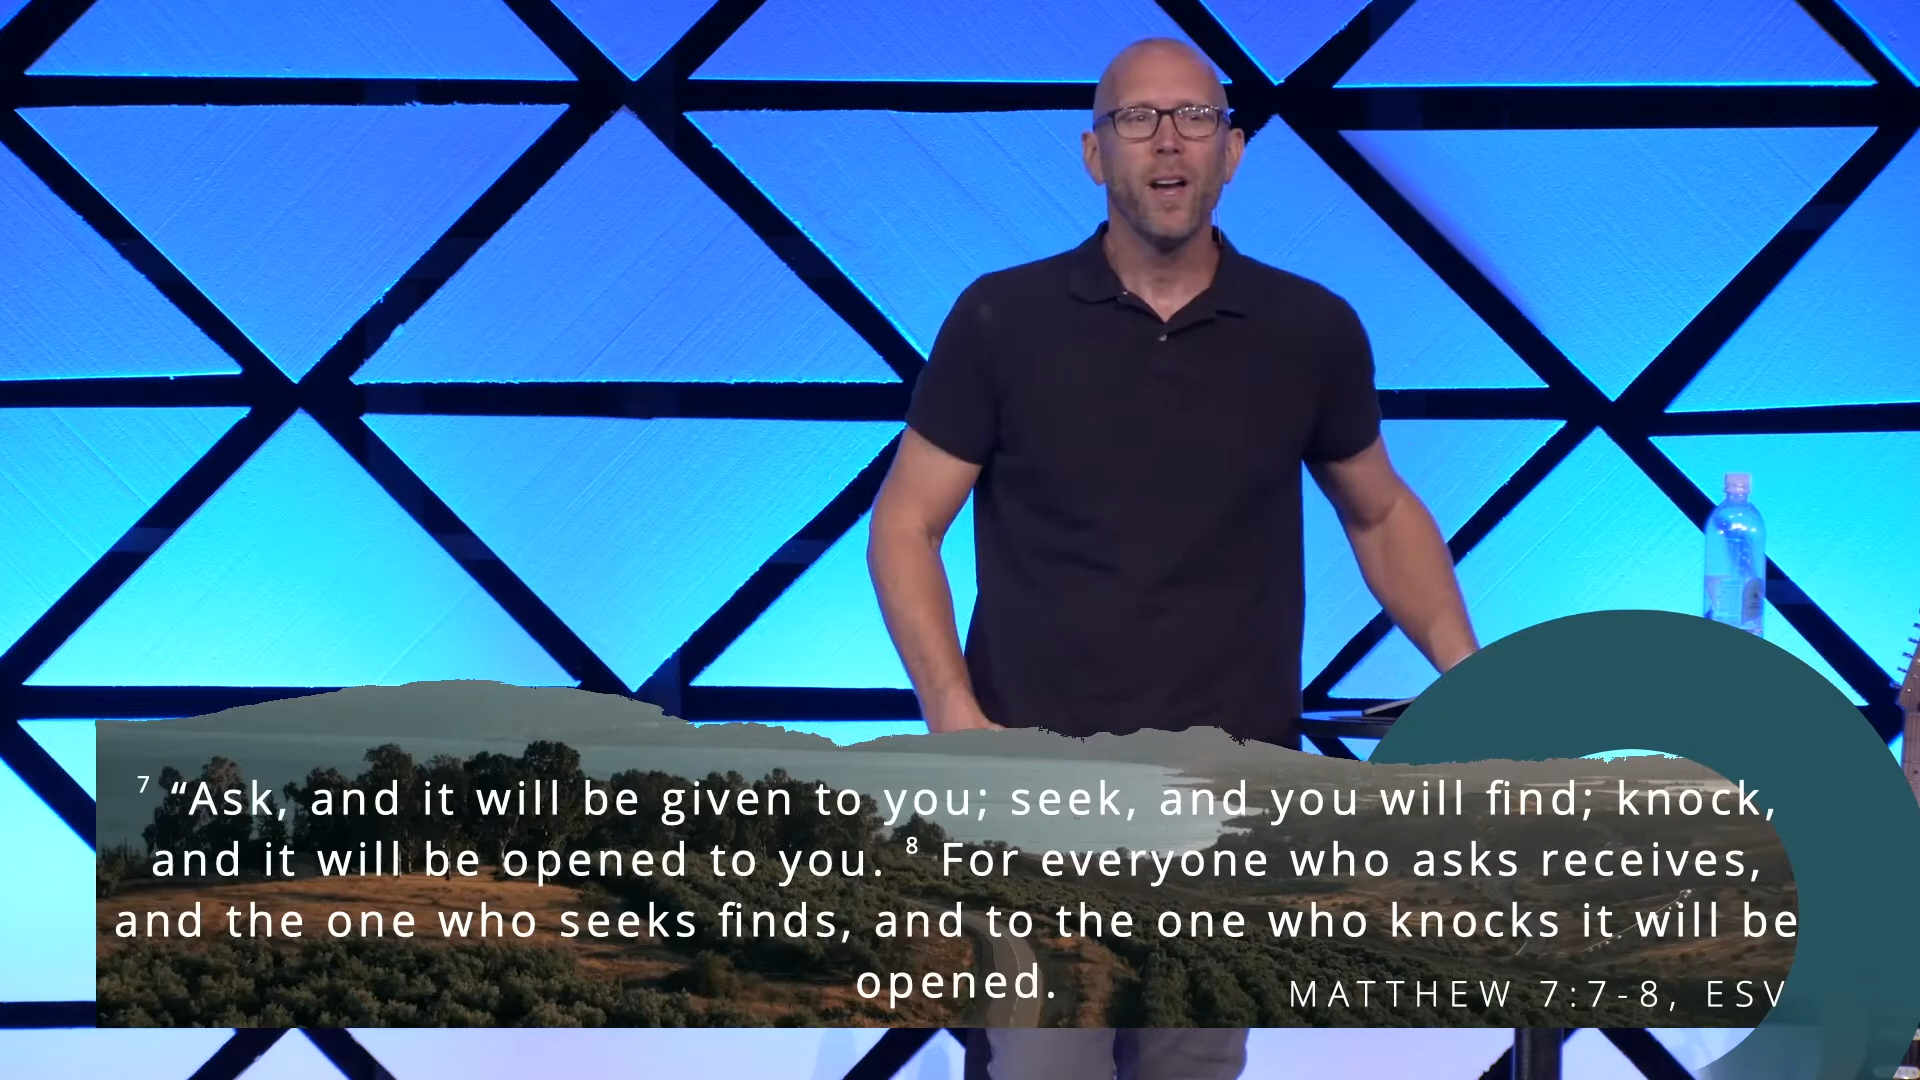 7 “Ask, and it will be given to you; seek, and you will find; knock,
and it will be opened to you. 8 For everyone who asks receives,
and the one who seeks finds, and to the one who knocks it will be
opened.
MATTHEW 7:7-8, ESV